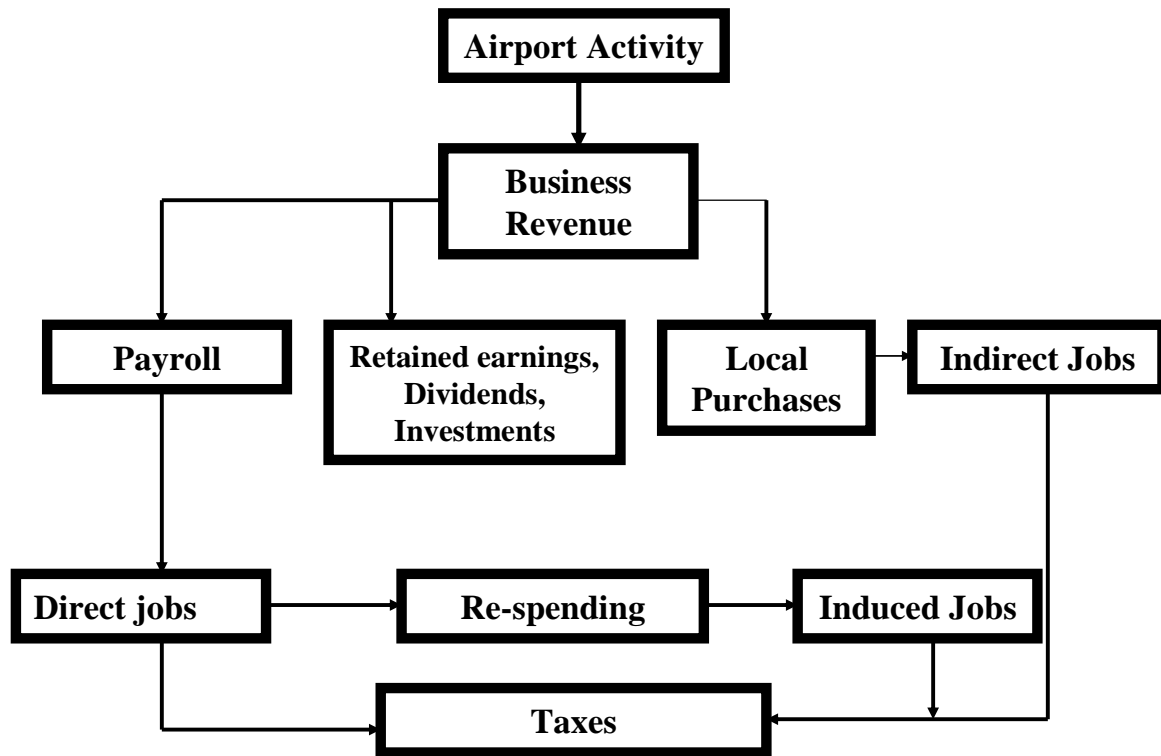 Airport Activity
Business
Revenue
Payroll
Retained earnings,
Dividends,
Investments
Local
Purchases
Indirect Jobs
Direct jobs
Re-spending
Induced Jobs
Taxes